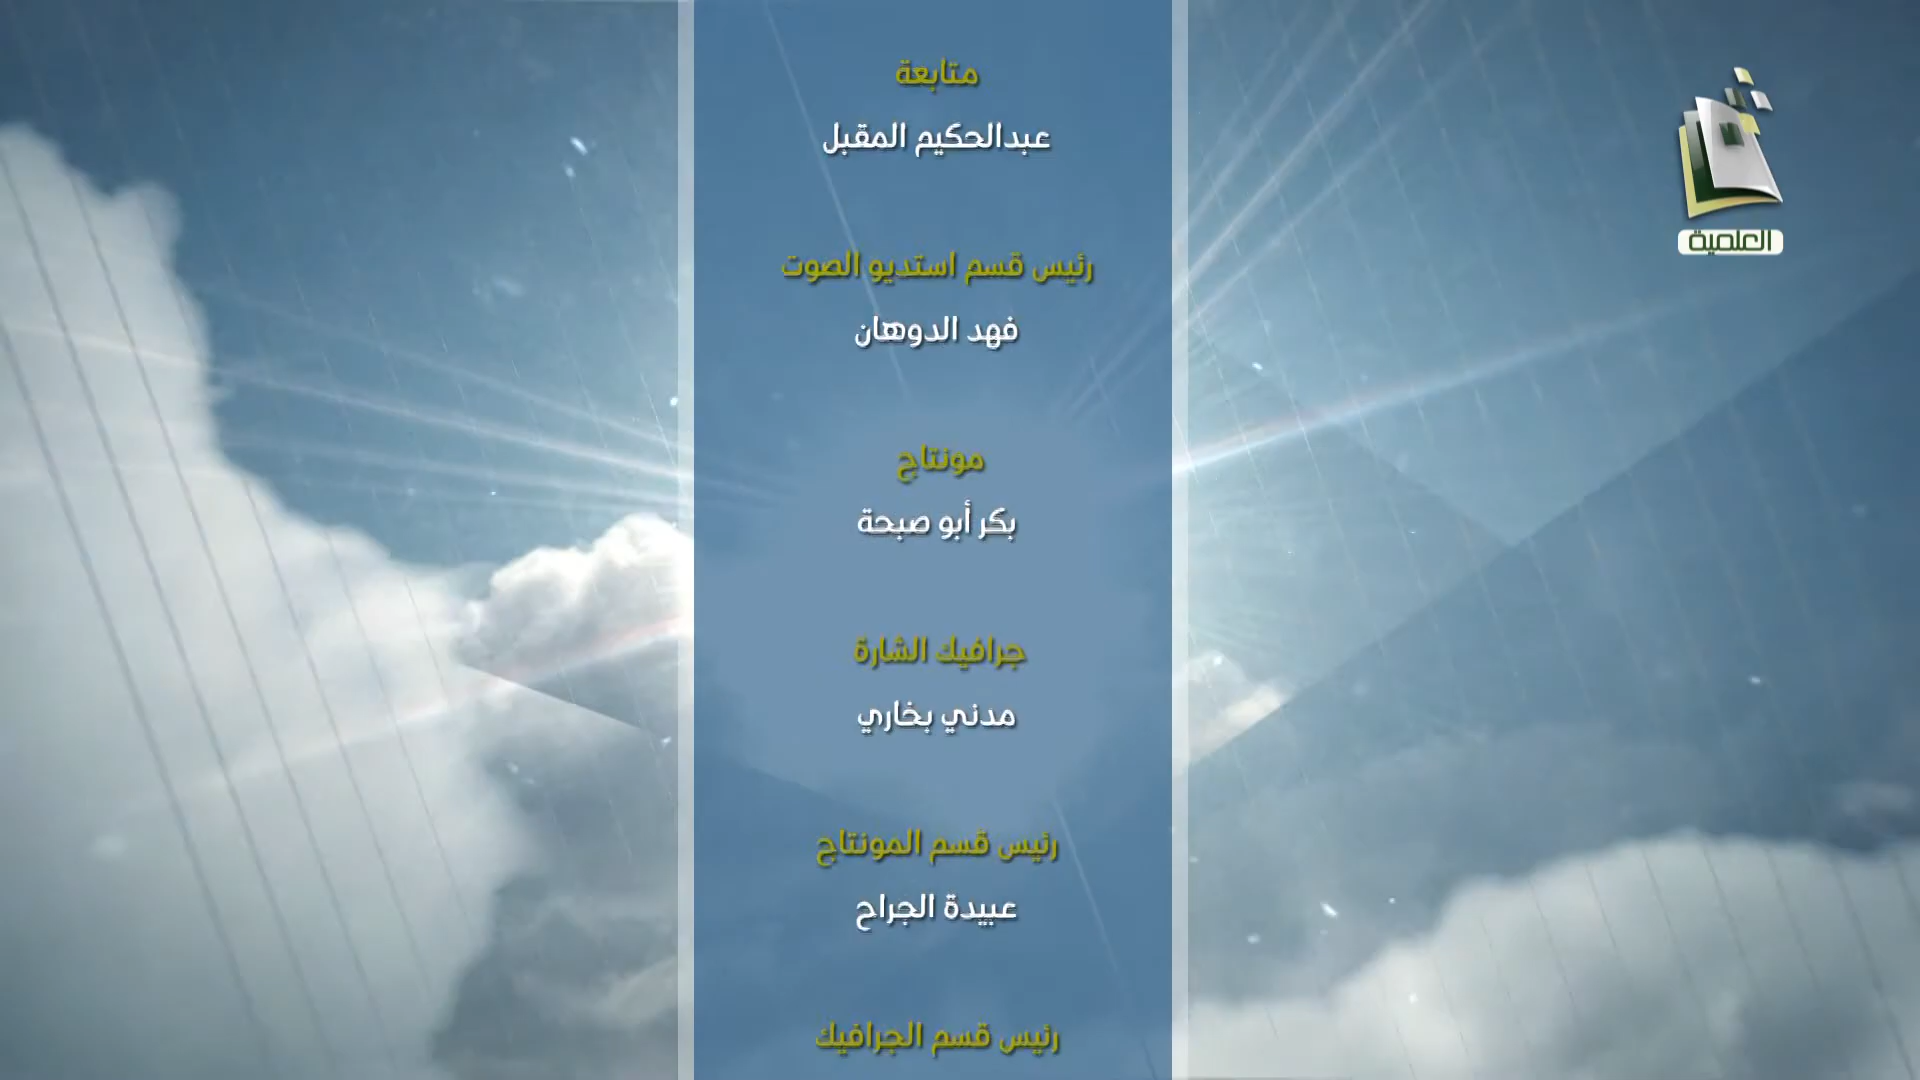 متابعة
عبدالحكيم المقبل
رئيس قسم استديو الصوت
فهد الدوهان
مونتاج
بكر أبو صبحة
جرافيك الشارة
مدني بخاري
رئيس قسم المونتاج
عبيدة الجراح
رئيس قسم الجرافيك
العلمية